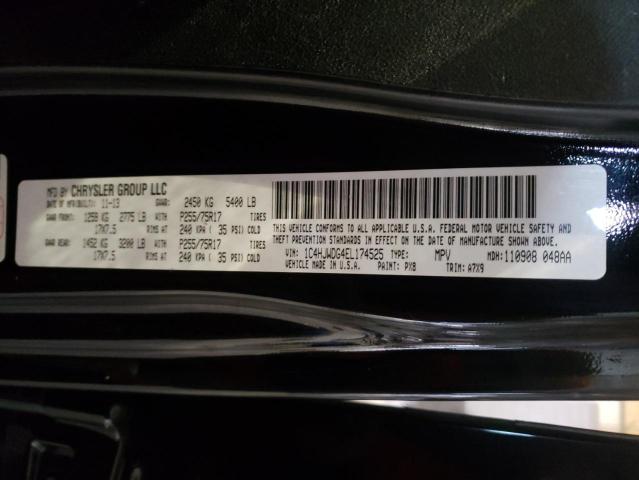 MFD BY CHRYSLER GROUP LLC
DATE OF MFR(BUILT): 11-13 GVWR: 2450 KG 5400 LB
GAWR FRONT: 1259 KG 2775 LB WITH P255/75R17 TIRES
17X7.5 RIMS AT 240 KPA ( 35 PSI) COLD
GAWR REAR: 1452 KG 3200 LB WITH P255/75R17 TIRES
17X7.5 RIMS AT 240 KPA ( 35 PSI) COLD
THIS VEHICLE CONFORMS TO ALL APPLICABLE U.S.A. FEDERAL MOTOR VEHICLE SAFETY AND
THEFT PREVENTION STANDARDS IN EFFECT ON THE DATE OF MANUFACTURE SHOWN ABOVE.
VIN: 1C4HJWDG4EL174525 TYPE: MPV MDH: 110908 048AA
VEHICLE MADE IN U.S.A. PAINT: PX8 TRIM: A7X9